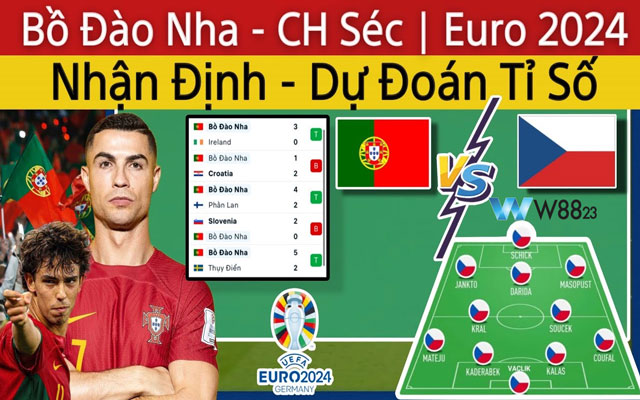 Bồ Đào Nha - CH Séc | Euro 2024
Nhận Định - Dự Đoán Tỉ Số
Bồ Đào Nha 3
T
Ireland 0
Bồ Đào Nha 1
B
Croatia 2
Bồ Đào Nha 4
T
Phần Lan 2
Slovenia 2
B
Bồ Đào Nha 0
Bồ Đào Nha 5
T
Thụy Điển 2
VS
W W8823
SCHICK
JANKTO
DARIDA
MASOPUST
KRAL
SOUCEK
MATEJU
COUFAL
KADERABEK
KALAS
VACLIK
7
UEFA
EURO2024
GERMANY